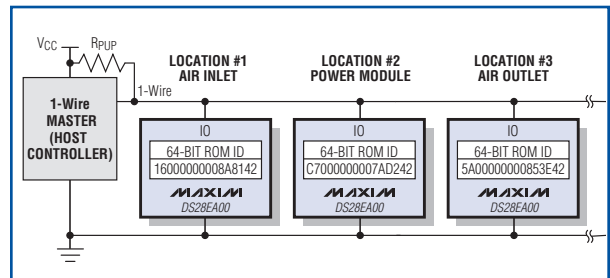 VCC
RPUP
1-Wire
1-Wire
MASTER
(HOST
CONTROLLER)
LOCATION #1
AIR INLET
IO
64-BIT ROM ID
16000000008A8142
MAXIM
DS28EA00
LOCATION #2
POWER MODULE
IO
64-BIT ROM ID
C7000000007AD242
MAXIM
DS28EA00
LOCATION #3
AIR OUTLET
IO
64-BIT ROM ID
5A00000000853E42
MAXIM
DS28EA00